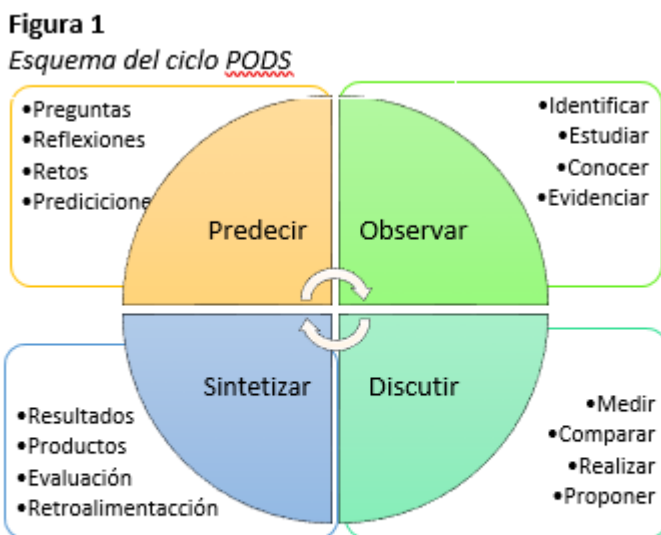 Figura 1
Esquema del ciclo PODS
•Preguntas
•Reflexiones
•Retos
•Predicicione
•Identificar
•Estudiar
•Conocer
•Evidenciar
Predecir
Observar
Sintetizar
Discutir
•Resultados
•Productos
•Evaluación
•Retroalimentacción
•Medir
•Comparar
•Realizar
•Proponer